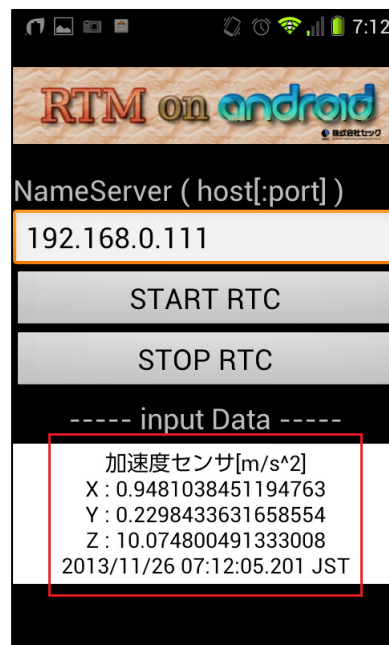 7:12
RTM on android
株式会社セック
NameServer ( host[:port] )
192.168.0.111
START RTC
STOP RTC
----- input Data -----
加速度センサ[m/s^2]
X : 0.9481038451194763
Y : 0.2298433631658554
Z : 10.074800491333008
2013/11/26 07:12:05.201 JST